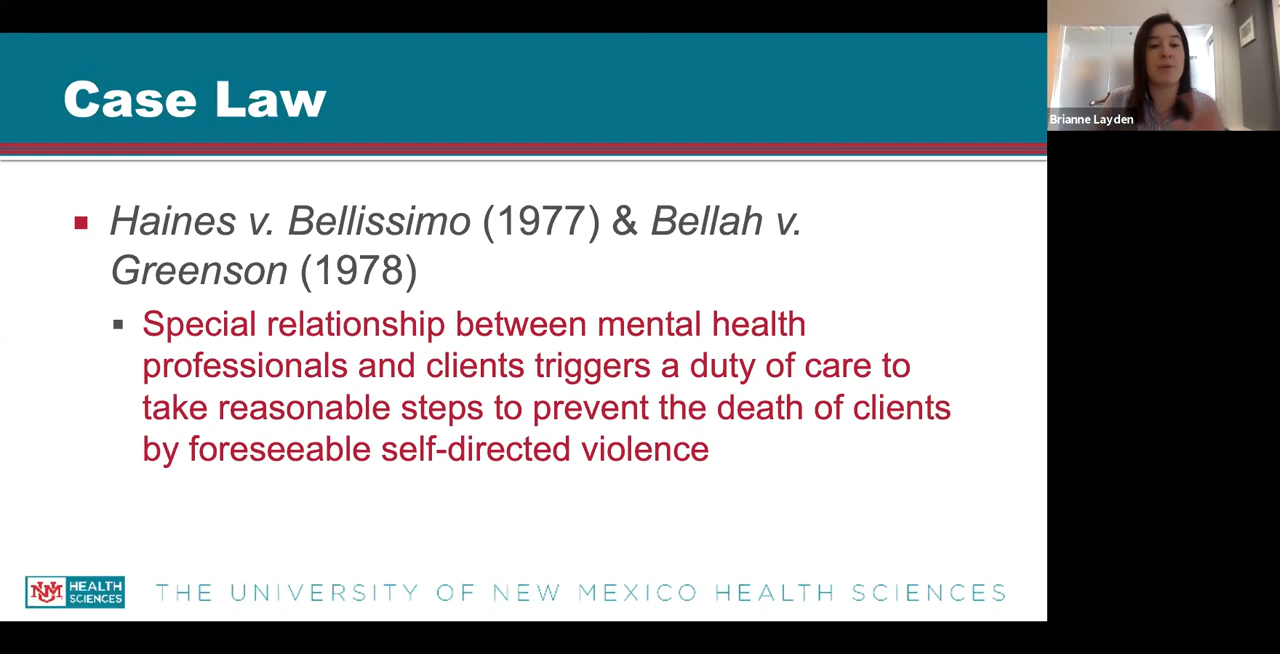 Case Law
Brianne Layden
▪ Haines v. Bellissimo (1977) & Bellah v.
Greenson (1978)
▪ Special relationship between mental health
professionals and clients triggers a duty of care to
take reasonable steps to prevent the death of clients
by foreseeable self-directed violence
UNM HEALTH
SCIENCES
THE UNIVERSITY OF NEW MEXICO HEALTH SCIENCES